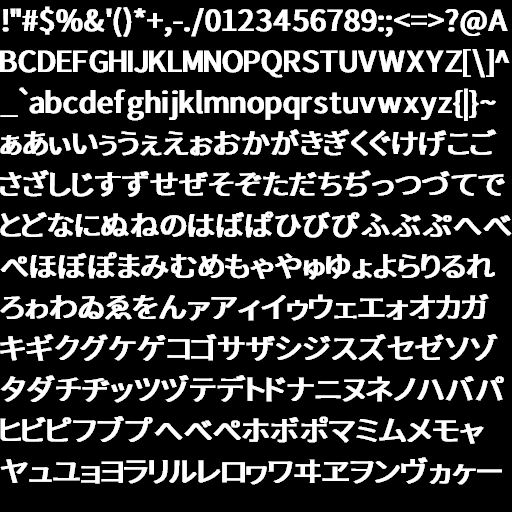 !"#$%&'()*+,-./0123456789:;<=>?@A
BCDEFGHIJKLMNOPQRSTUVWXYZ[\]^
_`abcdefghijklmnopqrstuvwxyz{|}~
ぁあぃいぅうぇえぉおかがきぎくぐけげこご
さざしじすずせぜそぞただちぢっつづてで
とどなにぬねのはばぱひびぴふぶぷへべ
ぺほぼぽまみむめもゃやゅゆょよらりるれ
ろゎわゐゑをんァアィイゥウェエォオカガ
キギクグケゲコゴサザシジスズセゼソゾ
タダチヂッツヅテデトドナニヌネノハバパ
ヒビピフブプヘベペホボポマミムメモャ
ヤュユョヨラリルレロヮワヰヱヲンヴヵヶー